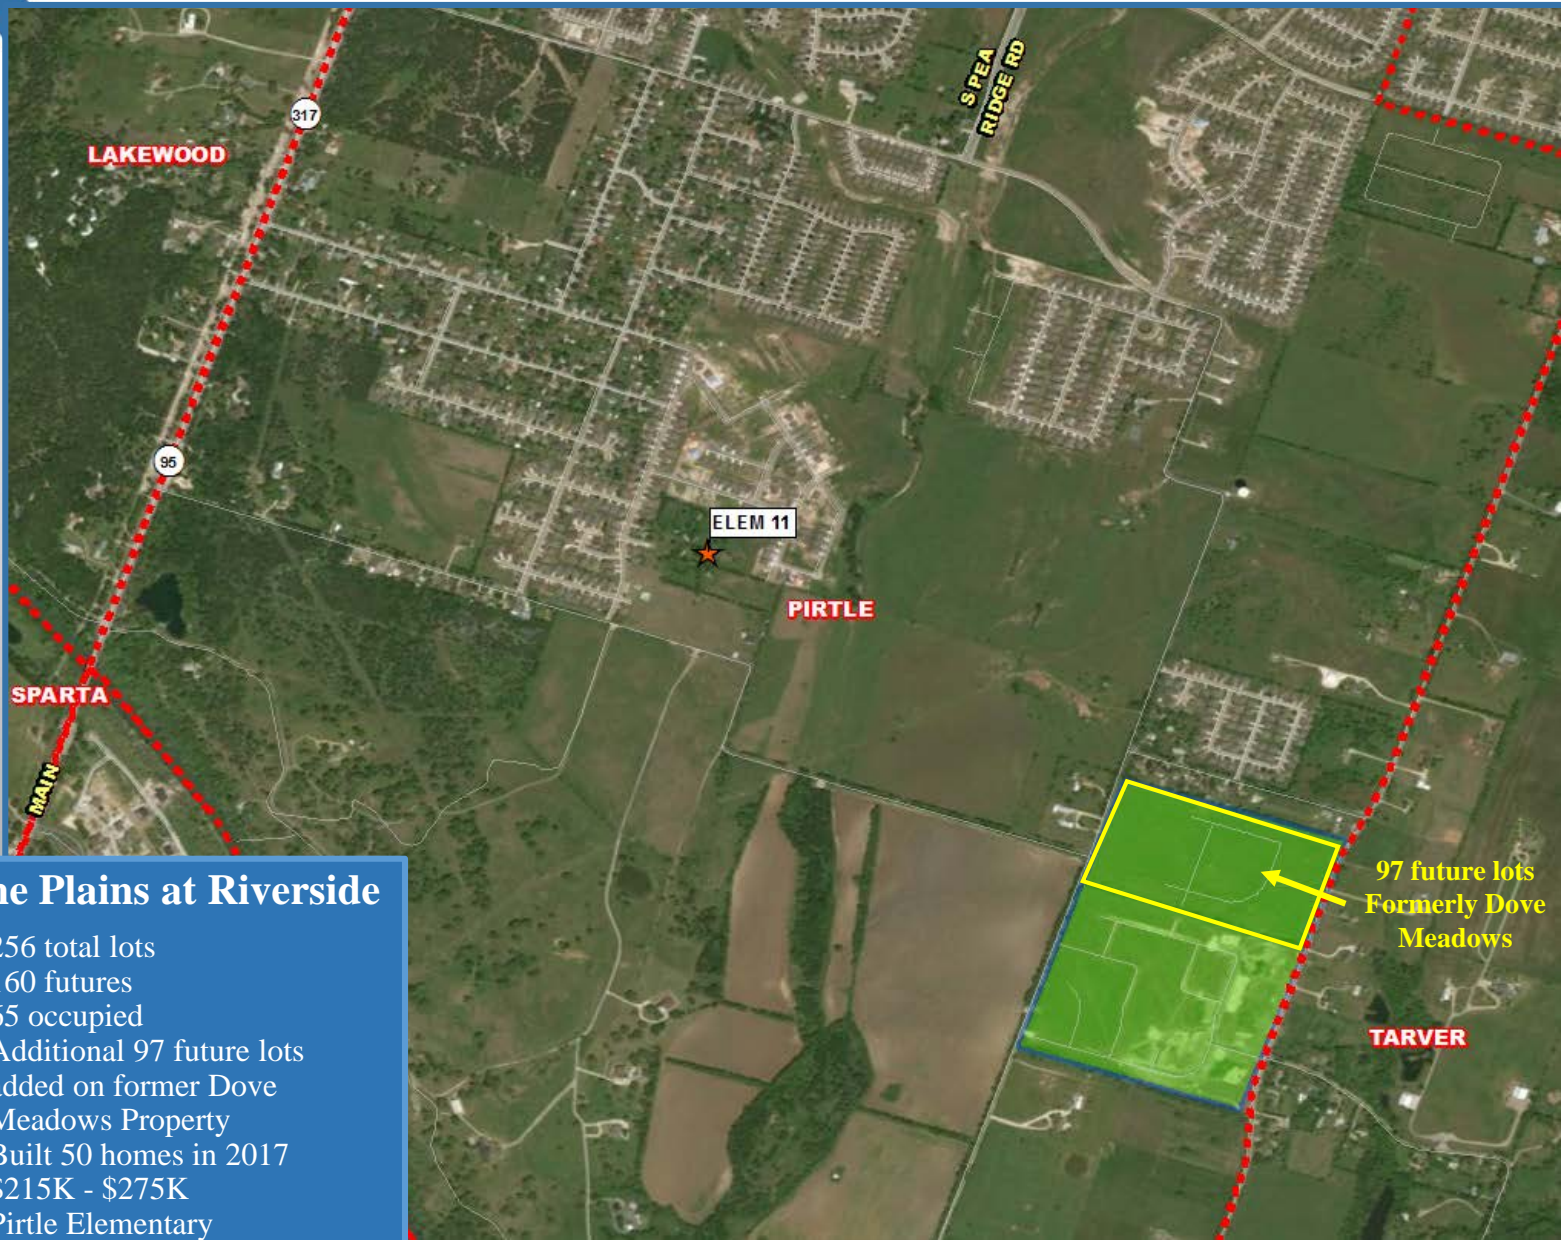 317
LAKEWOOD
S PEA
RIDGE RD
95
ELEM 11
PIRTLE
SPARTA
MAIN
Plains at Riverside
256 total lots
60 futures
occupied
Additional 97 future lots
added on former Dove
Meadows Property
Built 50 homes in 2017
$215K - $275K
Pirtle Elementary
97 future lots
Formerly Dove
Meadows
TARVER